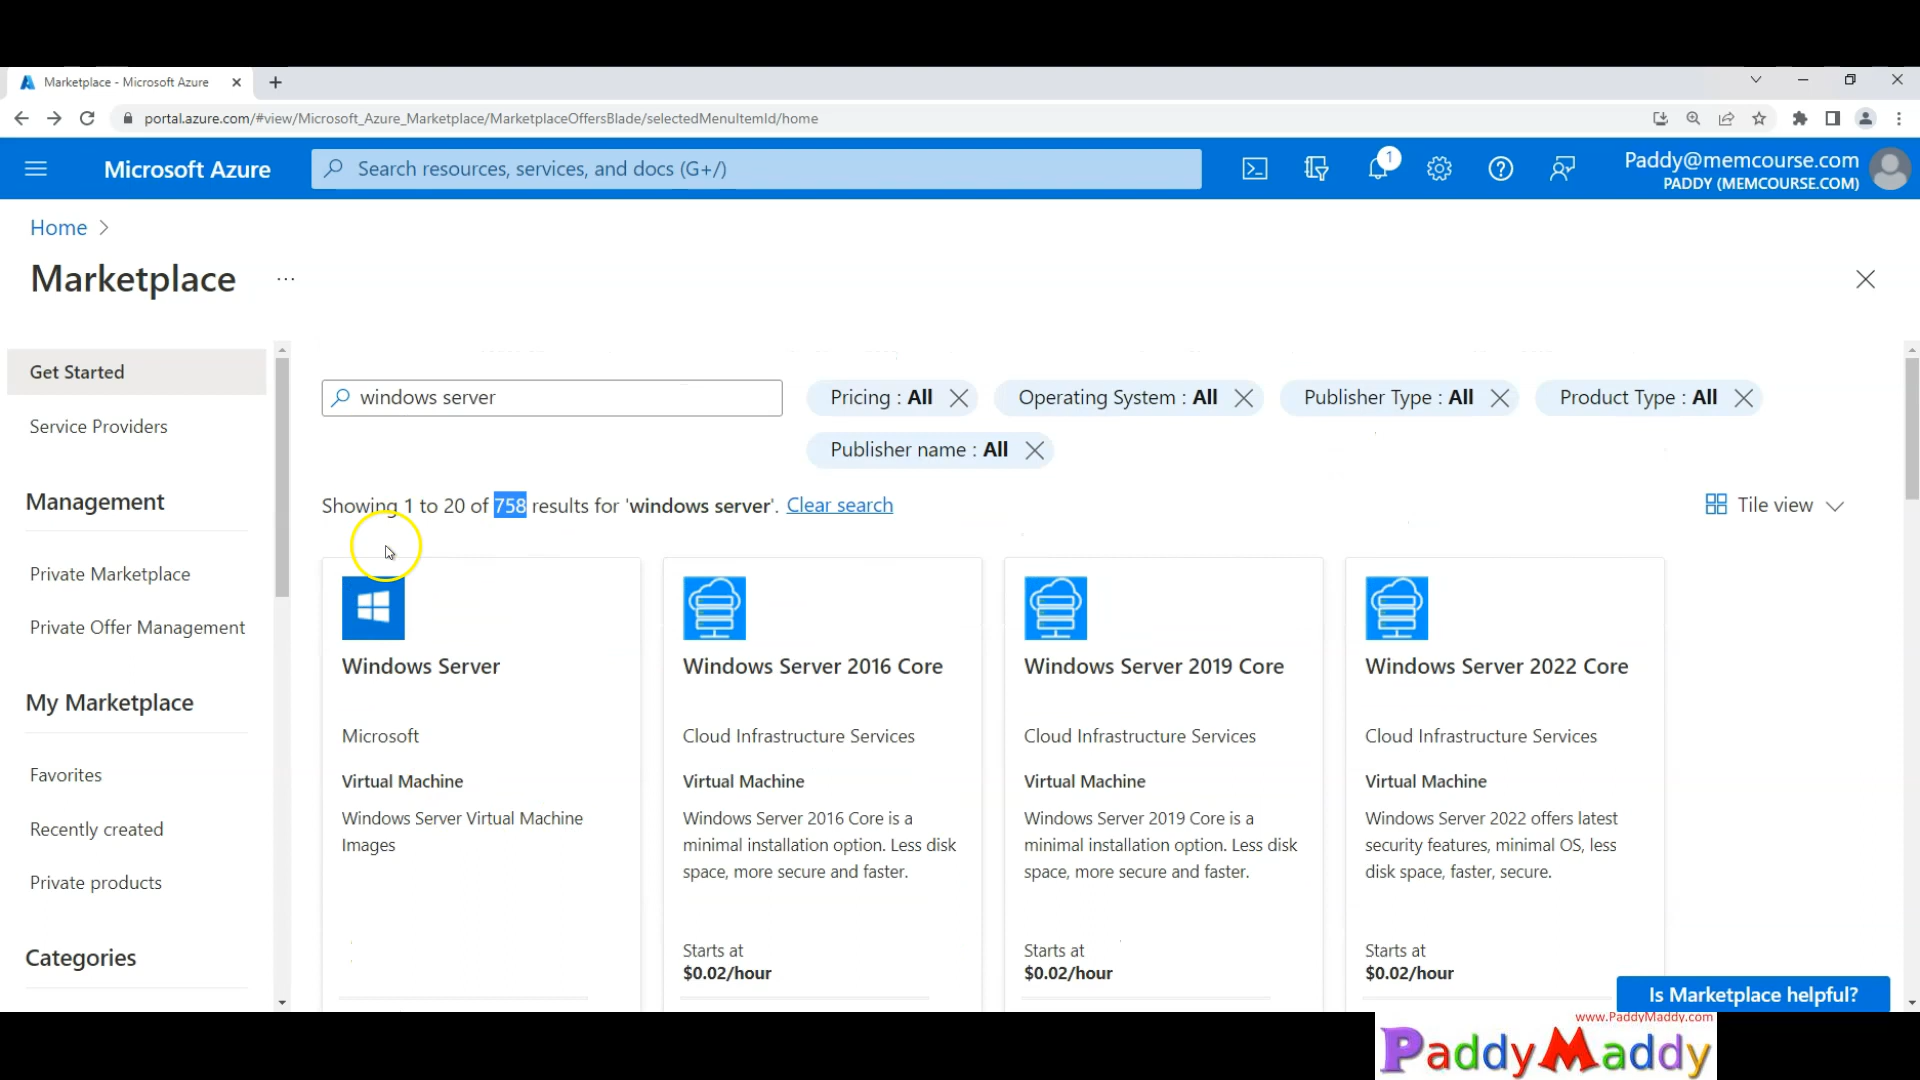 Marketplace - Microsoft Azure
portal.azure.com/#view/Microsoft_Azure_Marketplace/MarketplaceOffersBlade/selectedMenuItemId/home
Microsoft Azure
Search resources, services, and docs (G+/)
1
Paddy@memcourse.com
PADDY (MEMCOURSE.COM)
Home
Marketplace
...
Get Started
Service Providers
Management
Private Marketplace
Private Offer Management
My Marketplace
Favorites
Recently created
Private products
Categories
windows server
Pricing : All
Operating System : All
Publisher Type : All
Product Type : All
Publisher name : All
Showing 1 to 20 of 758 results for 'windows server'. Clear search
Tile view
Windows Server
Microsoft
Virtual Machine
Windows Server Virtual Machine
Images
Windows Server 2016 Core
Cloud Infrastructure Services
Virtual Machine
Windows Server 2016 Core is a
minimal installation option. Less disk
space, more secure and faster.
Starts at
$0.02/hour
Windows Server 2019 Core
Cloud Infrastructure Services
Virtual Machine
Windows Server 2019 Core is a
minimal installation option. Less disk
space, more secure and faster.
Starts at
$0.02/hour
Windows Server 2022 Core
Cloud Infrastructure Services
Virtual Machine
Windows Server 2022 offers latest
security features, minimal OS, less
disk space, faster, secure.
Starts at
$0.02/hour
Is Marketplace helpful?
www.PaddyMaddy.com
PaddyMaddy